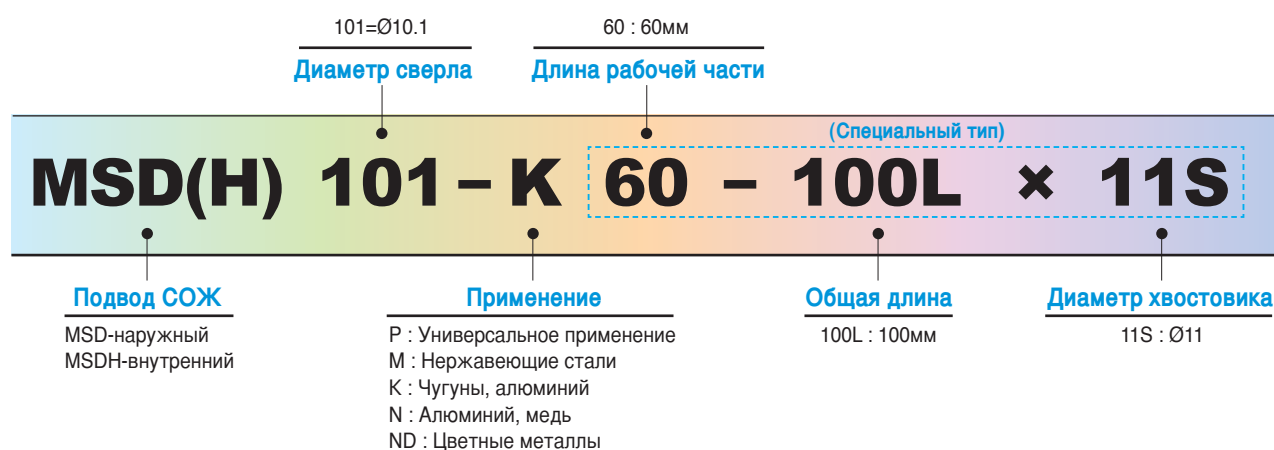 101=Ø10.1
60 : 60мм
Диаметр сверла
Длина рабочей части
(Специальный тип)
MSD(H) 101 – K 60 – 100L × 11S
Подвод СОЖ
MSD-наружный
MSDH-внутренний
Применение
P : Универсальное применение
M : Нержавеющие стали
K : Чугуны, алюминий
N : Алюминий, медь
ND : Цветные металлы
Общая длина
100L : 100мм
Диаметр хвостовика
11S : Ø11